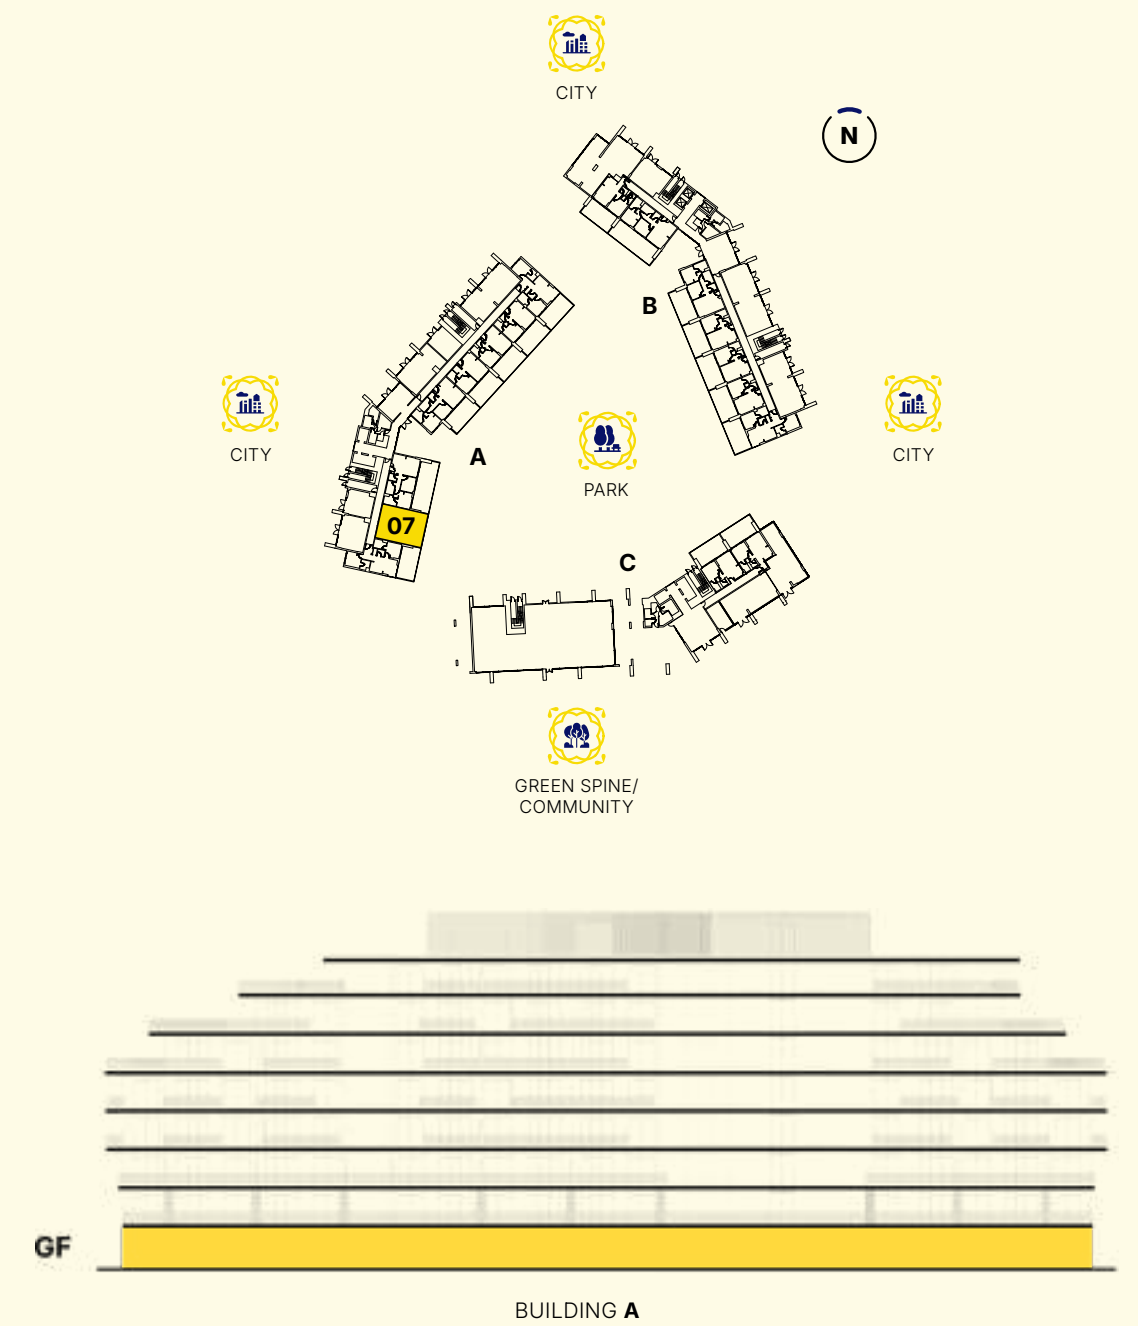 CITY
N
B
CITY
CITY
A
PARK
07
C
GREEN SPINE/
COMMUNITY
GF
BUILDING A